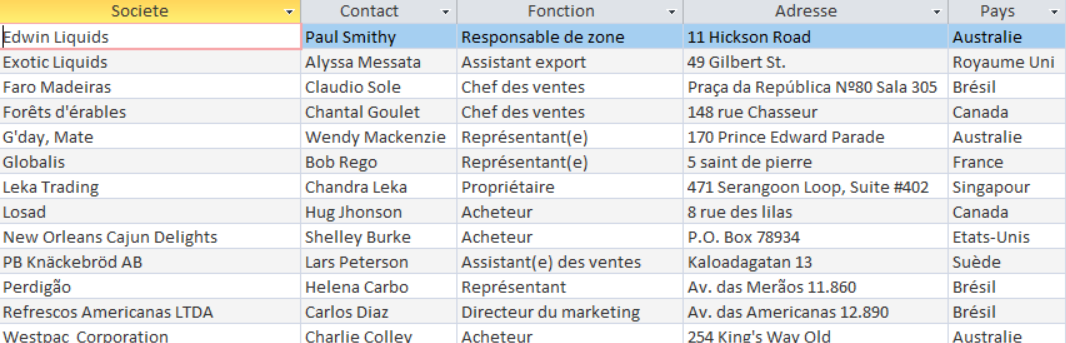 Societe Contact Fonction Adresse Pays
Edwin Liquids Paul Smithy Responsable de zone 11 Hickson Road Australie
Exotic Liquids Alyssa Messata Assistant export 49 Gilbert St. Royaume Uni
Faro Madeiras Claudio Sole Chef des ventes Praça da República Nº80 Sala 305 Brésil
Forêts d'érables Chantal Goulet Chef des ventes 148 rue Chasseur Canada
G'day, Mate Wendy Mackenzie Représentant(e) 170 Prince Edward Parade Australie
Globalis Bob Rego Représentant(e) 5 saint de pierre France
Leka Trading Chandra Leka Propriétaire 471 Serangoon Loop, Suite #402 Singapour
Losad Hug Jhonson Acheteur 8 rue des lilas Canada
New Orleans Cajun Delights Shelley Burke Acheteur P.O. Box 78934 Etats-Unis
PB Knäckebröd AB Lars Peterson Assistant(e) des ventes Kaloadagatan 13 Suède
Perdigão Helena Carbo Représentant Av. das Merãos 11.860 Brésil
Refrescos Americanas LTDA Carlos Diaz Directeur du marketing Av. das Americanas 12.890 Brésil
Westpac Corporation Charlie Colley Acheteur 254 King's Way Old Australie